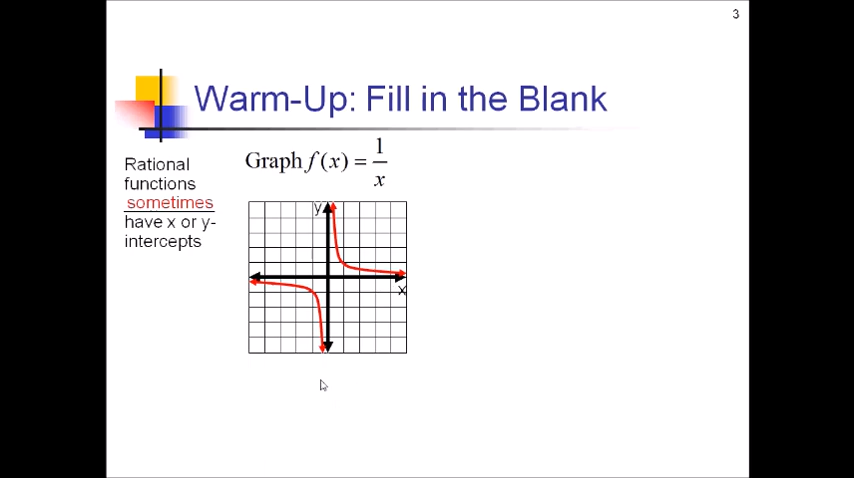 3
Warm-Up: Fill in the Blank
Rational
functions
sometimes
have x or y-
intercepts
Graph f(x) = 1/x
y
x